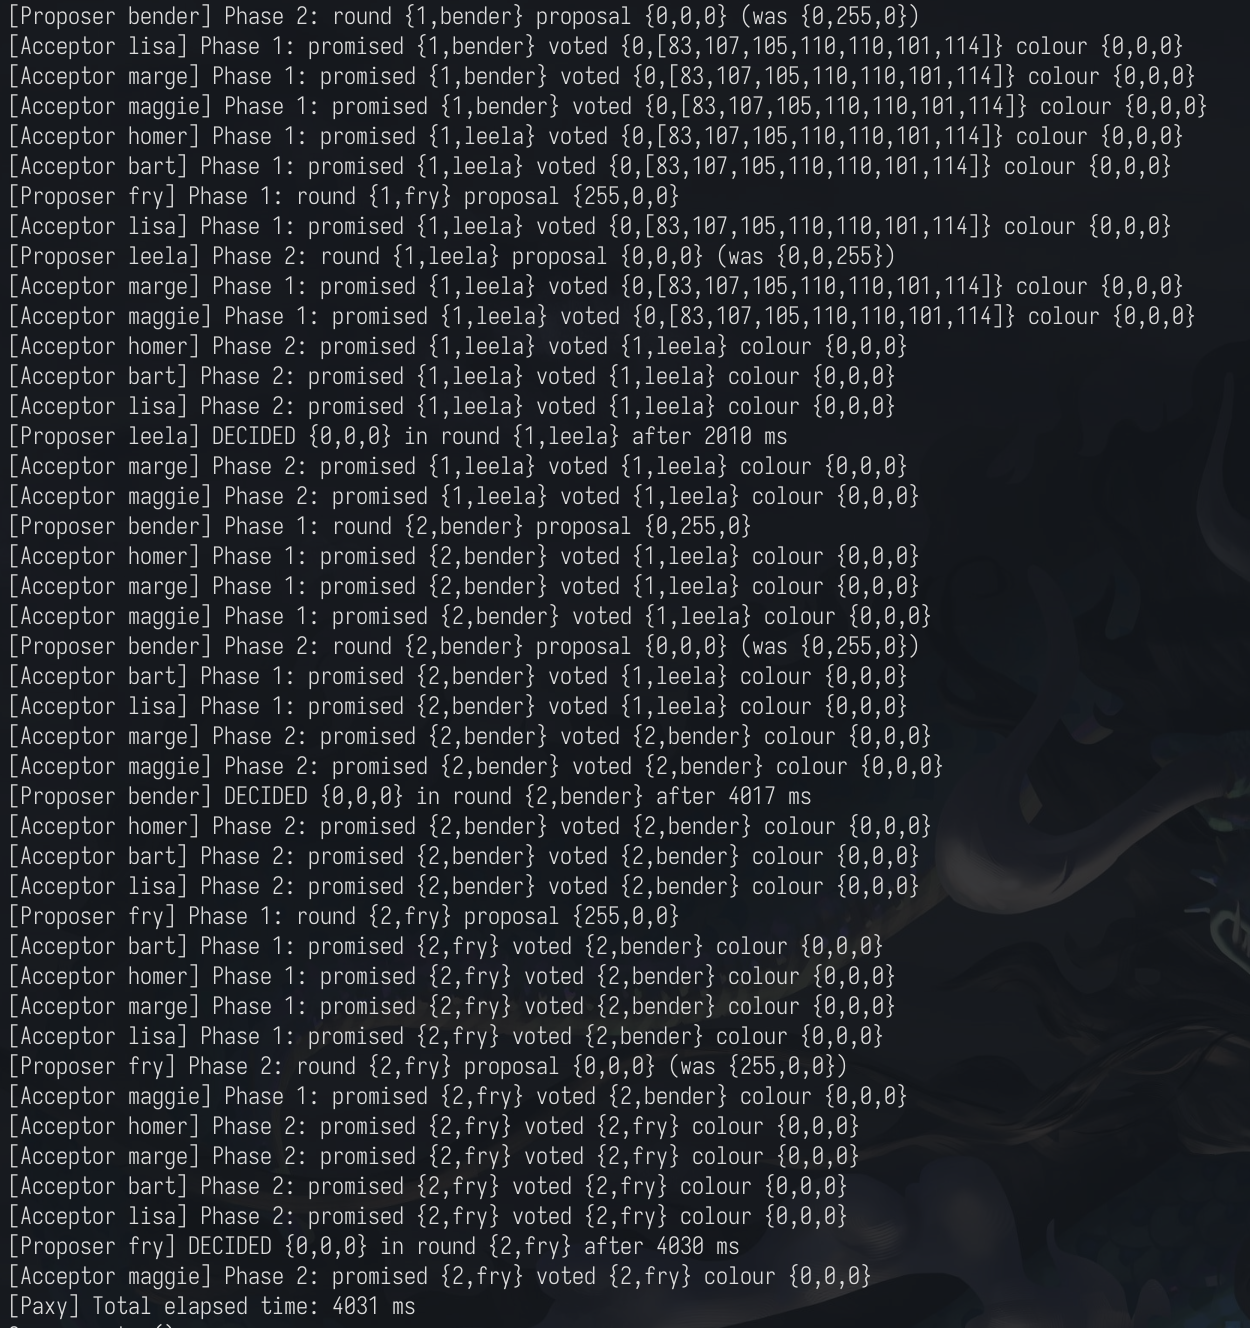 [Proposer bender] Phase 2: round {1,bender} proposal {0,0,0} (was {0,255,0})
[Acceptor lisa] Phase 1: promised {1,bender} voted {0,[83,107,105,110,110,101,114]} colour {0,0,0}
[Acceptor marge] Phase 1: promised {1,bender} voted {0,[83,107,105,110,110,101,114]} colour {0,0,0}
[Acceptor maggie] Phase 1: promised {1,bender} voted {0,[83,107,105,110,110,101,114]} colour {0,0,0}
[Acceptor homer] Phase 1: promised {1,leela} voted {0,[83,107,105,110,110,101,114]} colour {0,0,0}
[Acceptor bart] Phase 1: promised {1,leela} voted {0,[83,107,105,110,110,101,114]} colour {0,0,0}
[Proposer fry] Phase 1: round {1,fry} proposal {255,0,0}
[Acceptor lisa] Phase 1: promised {1,leela} voted {0,[83,107,105,110,110,101,114]} colour {0,0,0}
[Proposer leela] Phase 2: round {1,leela} proposal {0,0,0} (was {0,0,255})
[Acceptor marge] Phase 1: promised {1,leela} voted {0,[83,107,105,110,110,101,114]} colour {0,0,0}
[Acceptor maggie] Phase 1: promised {1,leela} voted {0,[83,107,105,110,110,101,114]} colour {0,0,0}
[Acceptor homer] Phase 2: promised {1,leela} voted {1,leela} colour {0,0,0}
[Acceptor bart] Phase 2: promised {1,leela} voted {1,leela} colour {0,0,0}
[Acceptor lisa] Phase 2: promised {1,leela} voted {1,leela} colour {0,0,0}
[Proposer leela] DECIDED {0,0,0} in round {1,leela} after 2010 ms
[Acceptor marge] Phase 2: promised {1,leela} voted {1,leela} colour {0,0,0}
[Acceptor maggie] Phase 2: promised {1,leela} voted {1,leela} colour {0,0,0}
[Proposer bender] Phase 1: round {2,bender} proposal {0,255,0}
[Acceptor homer] Phase 1: promised {2,bender} voted {1,leela} colour {0,0,0}
[Acceptor marge] Phase 1: promised {2,bender} voted {1,leela} colour {0,0,0}
[Acceptor maggie] Phase 1: promised {2,bender} voted {1,leela} colour {0,0,0}
[Proposer bender] Phase 2: round {2,bender} proposal {0,0,0} (was {0,255,0})
[Acceptor bart] Phase 1: promised {2,bender} voted {1,leela} colour {0,0,0}
[Acceptor lisa] Phase 1: promised {2,bender} voted {1,leela} colour {0,0,0}
[Acceptor marge] Phase 2: promised {2,bender} voted {2,bender} colour {0,0,0}
[Acceptor maggie] Phase 2: promised {2,bender} voted {2,bender} colour {0,0,0}
[Proposer bender] DECIDED {0,0,0} in round {2,bender} after 4017 ms
[Acceptor homer] Phase 2: promised {2,bender} voted {2,bender} colour {0,0,0}
[Acceptor bart] Phase 2: promised {2,bender} voted {2,bender} colour {0,0,0}
[Acceptor lisa] Phase 2: promised {2,bender} voted {2,bender} colour {0,0,0}
[Proposer fry] Phase 1: round {2,fry} proposal {255,0,0}
[Acceptor bart] Phase 1: promised {2,fry} voted {2,bender} colour {0,0,0}
[Acceptor homer] Phase 1: promised {2,fry} voted {2,bender} colour {0,0,0}
[Acceptor marge] Phase 1: promised {2,fry} voted {2,bender} colour {0,0,0}
[Acceptor lisa] Phase 1: promised {2,fry} voted {2,bender} colour {0,0,0}
[Proposer fry] Phase 2: round {2,fry} proposal {0,0,0} (was {255,0,0})
[Acceptor maggie] Phase 1: promised {2,fry} voted {2,bender} colour {0,0,0}
[Acceptor homer] Phase 2: promised {2,fry} voted {2,fry} colour {0,0,0}
[Acceptor marge] Phase 2: promised {2,fry} voted {2,fry} colour {0,0,0}
[Acceptor bart] Phase 2: promised {2,fry} voted {2,fry} colour {0,0,0}
[Acceptor lisa] Phase 2: promised {2,fry} voted {2,fry} colour {0,0,0}
[Proposer fry] DECIDED {0,0,0} in round {2,fry} after 4030 ms
[Acceptor maggie] Phase 2: promised {2,fry} voted {2,fry} colour {0,0,0}
[Paxy] Total elapsed time: 4031 ms